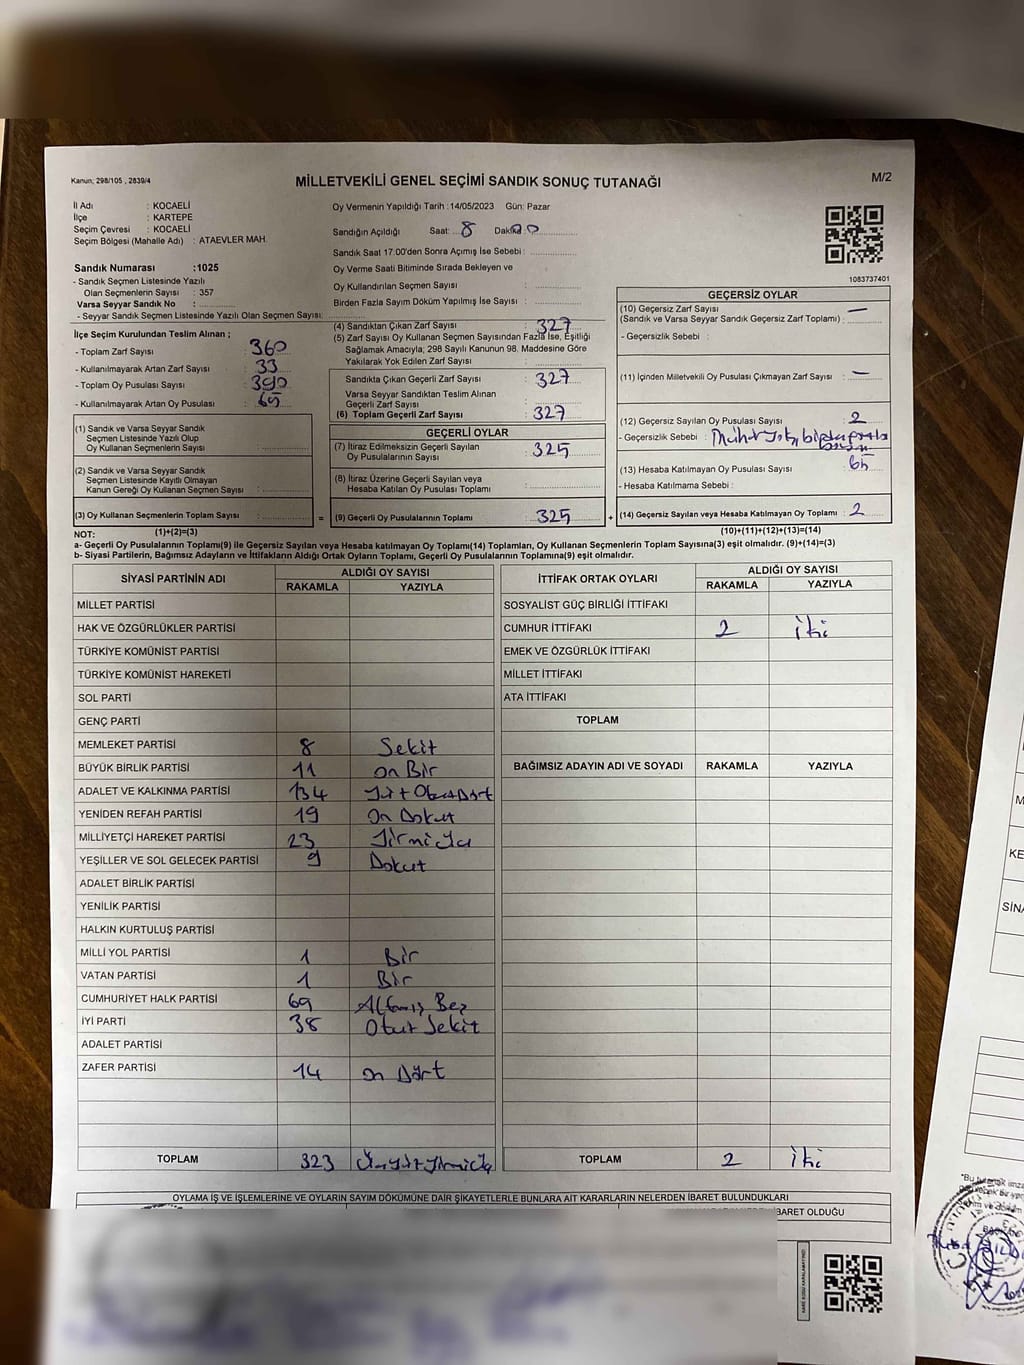 Kanun; 298/105 , 2839/4
MİLLETVEKİLİ GENEL SEÇİMİ SANDIK SONUÇ TUTANAĞI
M/2
İl Adı : KOCAELİ
İlçe : KARTEPE
Seçim Çevresi : KOCAELİ
Seçim Bölgesi (Mahalle Adı) : ATAEVLER MAH.
Sandık Numarası :1025
- Sandık Seçmen Listesinde Yazılı
Olan Seçmenlerin Sayısı : 357
Varsa Seyyar Sandık No :
- Seyyar Sandık Seçmen Listesinde Yazılı Olan Seçmen Sayısı:
Oy Vermenin Yapıldığı Tarih :14/05/2023 Gün: Pazar
Sandığın Açıldığı Saat: 8 Dakika
Sandık Saat 17.00'den Sonra Açımış İse Sebebi :
Oy Verme Saati Bitiminde Sırada Bekleyen ve
Oy Kullandırılan Seçmen Sayısı :
Birden Fazla Sayım Döküm Yapılmış İse Sayısı :
1083737401
İlçe Seçim Kurulundan Teslim Alınan ;
- Toplam Zarf Sayısı : 360
- Kullanılmayarak Artan Zarf Sayısı : 33
- Toplam Oy Pusulası Sayısı : 390
- Kullanılmayarak Artan Oy Pusulası : 65
(1) Sandık ve Varsa Seyyar Sandık
Seçmen Listesinde Yazılı Olup
Oy Kullanan Seçmenlerin Sayısı :
(2) Sandık ve Varsa Seyyar Sandık
Seçmen Listesinde Kayıtlı Olmayan
Kanun Gereği Oy Kullanan Seçmen Sayısı :
(3) Oy Kullanan Seçmenlerin Toplam Sayısı :
(4) Sandıktan Çıkan Zarf Sayısı : 327
(5) Zarf Sayısı Oy Kullanan Seçmen Sayısından Fazla İse, Eşitliği
Sağlamak Amacıyla; 298 Sayılı Kanunun 98. Maddesine Göre
Yakılarak Yok Edilen Zarf Sayısı :
Sandıkta Çıkan Geçerli Zarf Sayısı : 327
Varsa Seyyar Sandıktan Teslim Alınan
Geçerli Zarf Sayısı :
(6) Toplam Geçerli Zarf Sayısı : 327
GEÇERLİ OYLAR
(7) İtiraz Edilmeksizin Geçerli Sayılan
Oy Pusulalarının Sayısı : 325
(8) İtiraz Üzerine Geçerli Sayılan veya
Hesaba Katılan Oy Pusulası Toplamı :
= (9) Geçerli Oy Pusulalarının Toplamı : 325 +
GEÇERSİZ OYLAR
(10) Geçersiz Zarf Sayısı
(Sandık ve Varsa Seyyar Sandık Geçersiz Zarf Toplamı) : —
- Geçersizlik Sebebi :
(11) İçinden Milletvekili Oy Pusulası Çıkmayan Zarf Sayısı : —
(12) Geçersiz Sayılan Oy Pusulası Sayısı : 2
- Geçersizlik Sebebi :
(13) Hesaba Katılmayan Oy Pusulası Sayısı : 65
- Hesaba Katılmama Sebebi :
(14) Geçersiz Sayılan veya Hesaba Katılmayan Oy Toplamı : 2
NOT: (1)+(2)=(3) (10)+(11)+(12)+(13)=(14)
a- Geçerli Oy Pusulalarının Toplamı(9) ile Geçersiz Sayılan veya Hesaba katılmayan Oy Toplamı(14) Toplamları, Oy Kullanan Seçmenlerin Toplam Sayısına(3) eşit olmalıdır. (9)+(14)=(3)
b- Siyasi Partilerin, Bağımsız Adayların ve İttifakların Aldığı Ortak Oyların Toplamı, Geçerli Oy Pusulalarının Toplamına(9) eşit olmalıdır.
SİYASİ PARTİNİN ADI ALDIĞI OY SAYISI
RAKAMLA YAZIYLA
MİLLET PARTİSİ
HAK VE ÖZGÜRLÜKLER PARTİSİ
TÜRKİYE KOMÜNİST PARTİSİ
TÜRKİYE KOMÜNİST HAREKETİ
SOL PARTİ
GENÇ PARTİ
MEMLEKET PARTİSİ 8 Sekiz
BÜYÜK BİRLİK PARTİSİ 11 on Bir
ADALET VE KALKINMA PARTİSİ 134 Yüz Otuz Dört
YENİDEN REFAH PARTİSİ 19 On Dokuz
MİLLİYETÇİ HAREKET PARTİSİ 23 Yirmi Üç
YEŞİLLER VE SOL GELECEK PARTİSİ 9 Dokuz
ADALET BİRLİK PARTİSİ
YENİLİK PARTİSİ
HALKIN KURTULUŞ PARTİSİ
MİLLİ YOL PARTİSİ 1 Bir
VATAN PARTİSİ 1 Bir
CUMHURİYET HALK PARTİSİ 69 Altmış
İYİ PARTİ 38 Otuz Sekiz
ADALET PARTİSİ
ZAFER PARTİSİ 14 on Dört
TOPLAM 323 Üç Yüz Yirmi Üç
İTTİFAK ORTAK OYLARI ALDIĞI OY SAYISI
RAKAMLA YAZIYLA
SOSYALİST GÜÇ BİRLİĞİ İTTİFAKI
CUMHUR İTTİFAKI 2 iki
EMEK VE ÖZGÜRLÜK İTTİFAKI
MİLLET İTTİFAKI
ATA İTTİFAKI
TOPLAM
BAĞIMSIZ ADAYIN ADI VE SOYADI RAKAMLA YAZIYLA
TOPLAM 2 iki
OYLAMA İŞ VE İŞLEMLERİNE VE OYLARIN SAYIM DÖKÜMÜNE DAİR ŞİKAYETLERLE BUNLARA AİT KARARLARIN NELERDEN İBARET BULUNDUKLARI
İBARET OLDUĞU